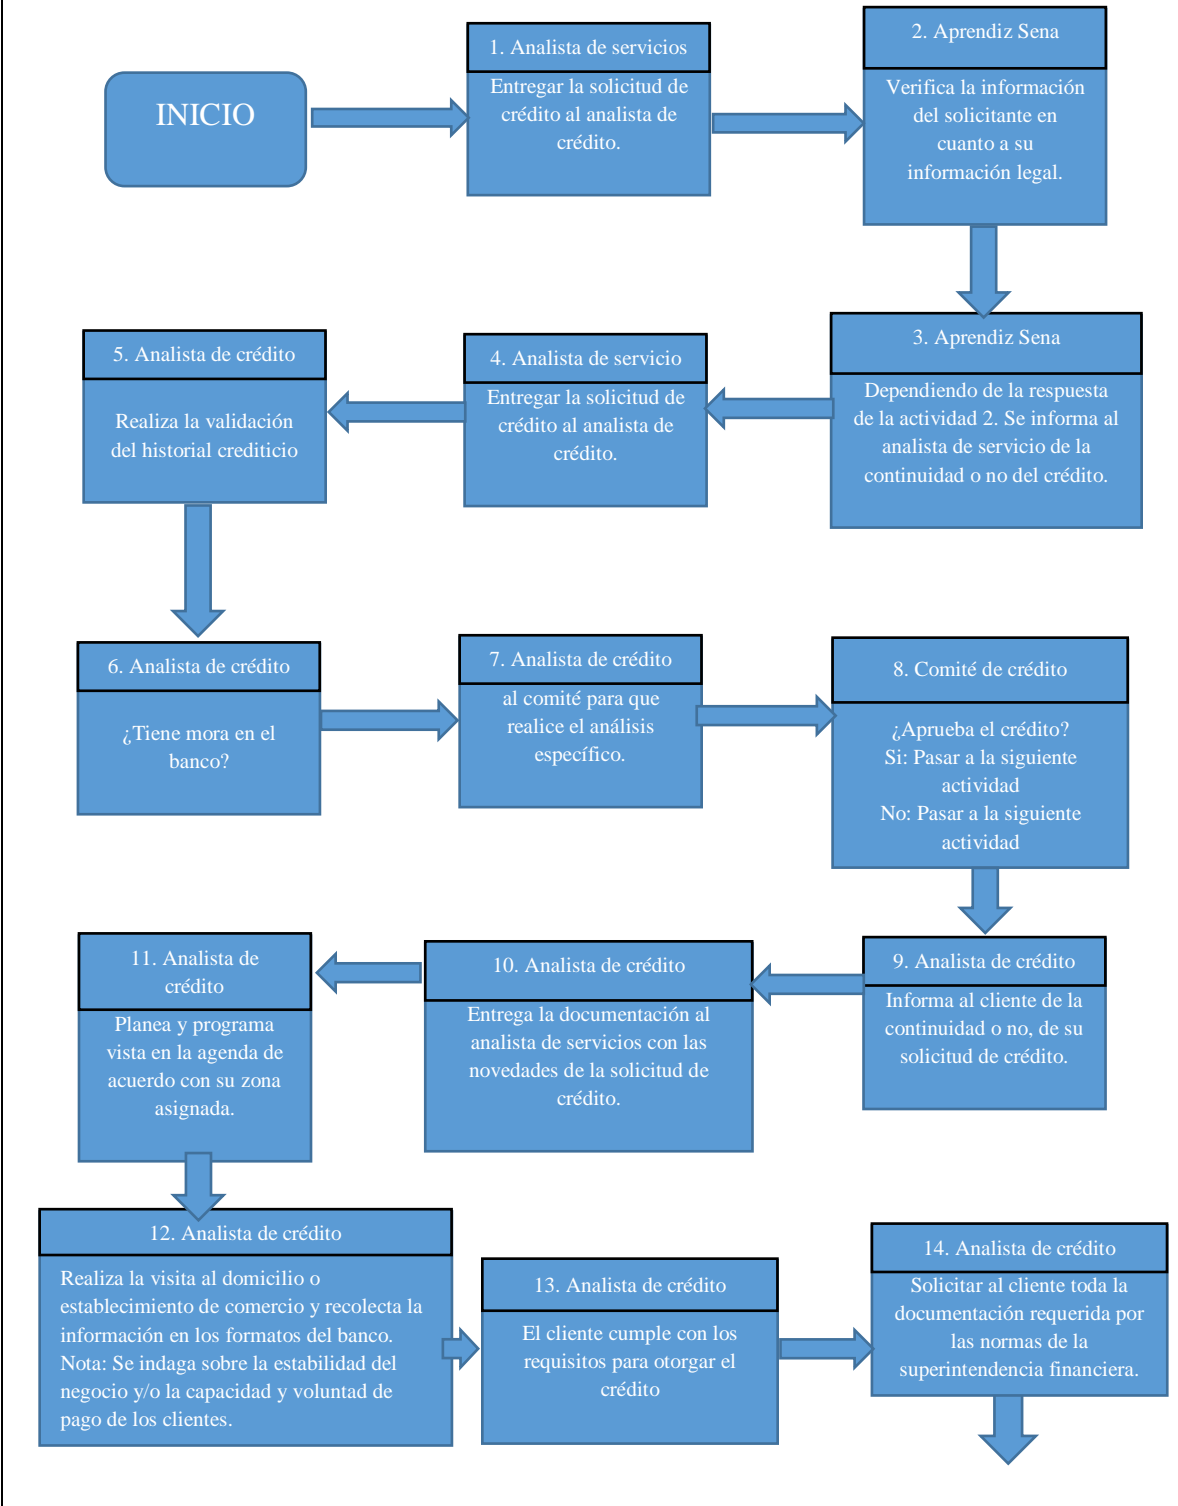 INICIO
1. Analista de servicios
Entregar la solicitud de
crédito al analista de
crédito.
2. Aprendiz Sena
Verifica la información
del solicitante en
cuanto a su
información legal.
3. Aprendiz Sena
Dependiendo de la respuesta
de la actividad 2. Se informa al
analista de servicio de la
continuidad o no del crédito.
4. Analista de servicio
Entregar la solicitud de
crédito al analista de
crédito.
5. Analista de crédito
Realiza la validación
del historial crediticio
6. Analista de crédito
¿Tiene mora en el
banco?
7. Analista de crédito
al comité para que
realice el análisis
específico.
8. Comité de crédito
¿Aprueba el crédito?
Si: Pasar a la siguiente
actividad
No: Pasar a la siguiente
actividad
9. Analista de crédito
Informa al cliente de la
continuidad o no, de su
solicitud de crédito.
10. Analista de crédito
Entrega la documentación al
analista de servicios con las
novedades de la solicitud de
crédito.
11. Analista de
crédito
Planea y programa
vista en la agenda de
acuerdo con su zona
asignada.
12. Analista de crédito
Realiza la visita al domicilio o
establecimiento de comercio y recolecta la
información en los formatos del banco.
Nota: Se indaga sobre la estabilidad del
negocio y/o la capacidad y voluntad de
pago de los clientes.
13. Analista de crédito
El cliente cumple con los
requisitos para otorgar el
crédito
14. Analista de crédito
Solicitar al cliente toda la
documentación requerida por
las normas de la
superintendencia financiera.